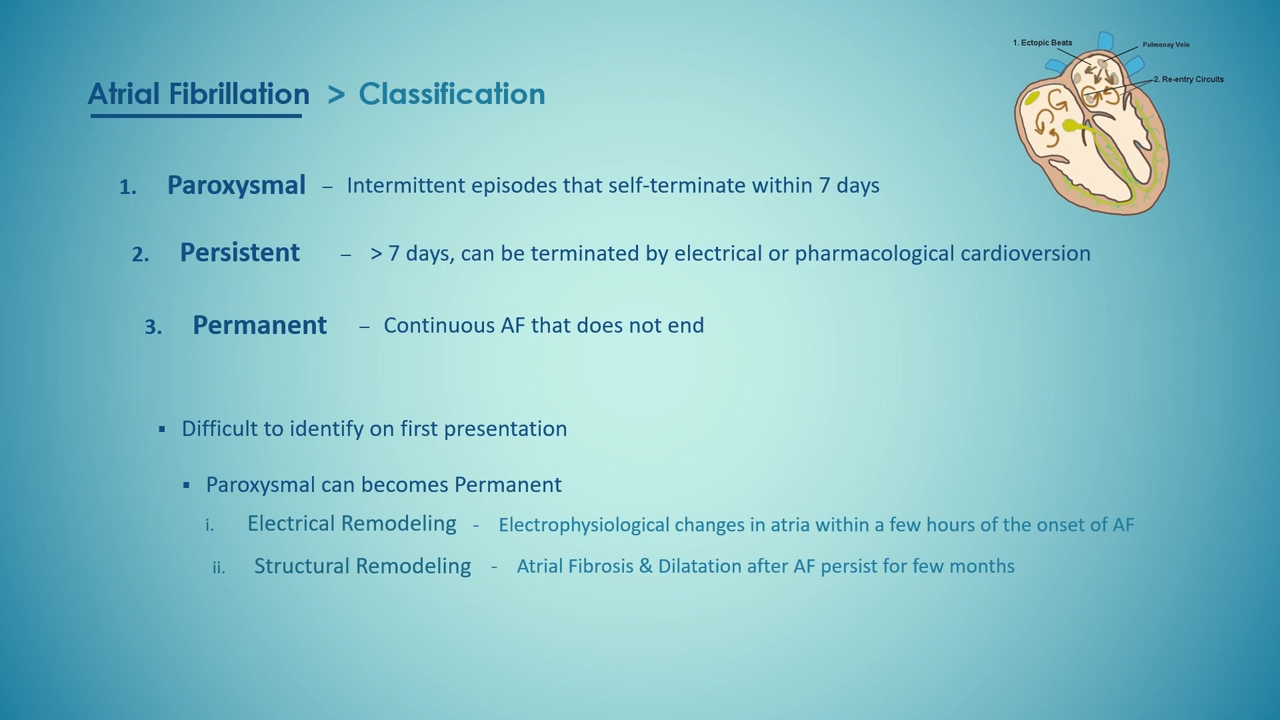 1. Ectopic Beats
Pulmonay Vein
2. Re-entry Circuits
Atrial Fibrillation > Classification
1. Paroxysmal – Intermittent episodes that self-terminate within 7 days
2. Persistent – > 7 days, can be terminated by electrical or pharmacological cardioversion
3. Permanent – Continuous AF that does not end
▪ Difficult to identify on first presentation
▪ Paroxysmal can becomes Permanent
i. Electrical Remodeling - Electrophysiological changes in atria within a few hours of the onset of AF
ii. Structural Remodeling - Atrial Fibrosis & Dilatation after AF persist for few months